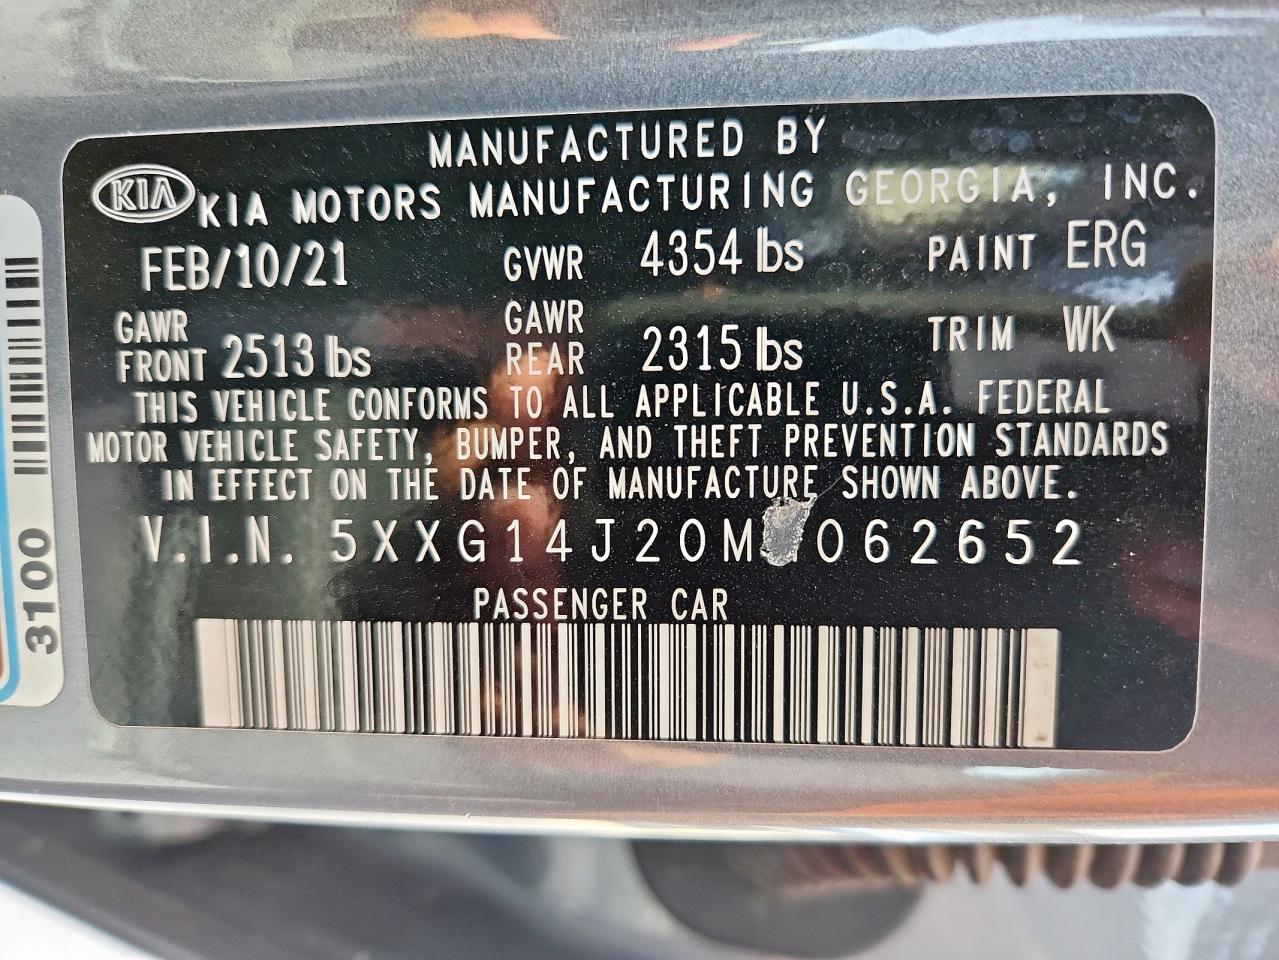 MANUFACTURED BY
KIA KIA MOTORS MANUFACTURING GEORGIA, INC.
FEB/10/21 GVWR 4354 lbs PAINT ERG
GAWR FRONT 2513 lbs GAWR REAR 2315 lbs TRIM WK
THIS VEHICLE CONFORMS TO ALL APPLICABLE U.S.A. FEDERAL
MOTOR VEHICLE SAFETY, BUMPER, AND THEFT PREVENTION STANDARDS
IN EFFECT ON THE DATE OF MANUFACTURE SHOWN ABOVE.
V.I.N. 5XXG14J20M 062652
PASSENGER CAR
3100